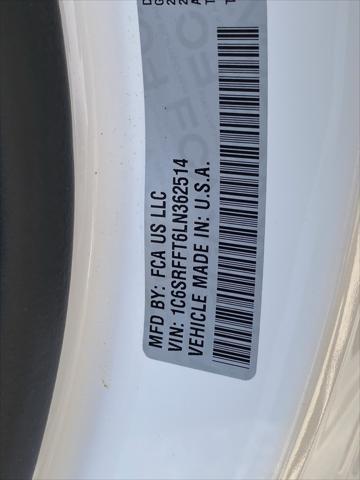 MFD BY: FCA US LLC
VIN: 1C6SRFFT6LN362514
VEHICLE MADE IN: U.S.A.